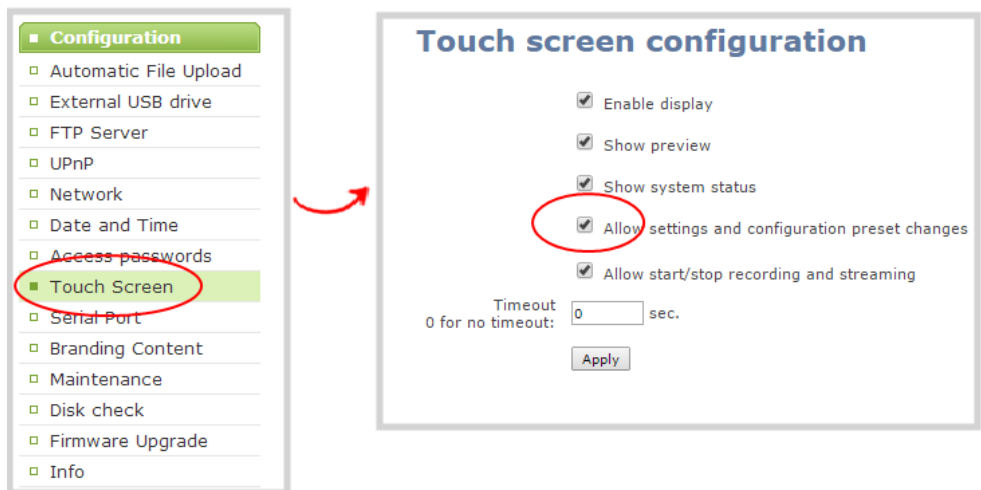 Configuration
Automatic File Upload
External USB drive
FTP Server
UPnP
Network
Date and Time
Access passwords
Touch Screen
Serial Port
Branding Content
Maintenance
Disk check
Firmware Upgrade
Info
Touch screen configuration
Enable display
Show preview
Show system status
Allow settings and configuration preset changes
Allow start/stop recording and streaming
Timeout
0 for no timeout:
0 sec.
Apply